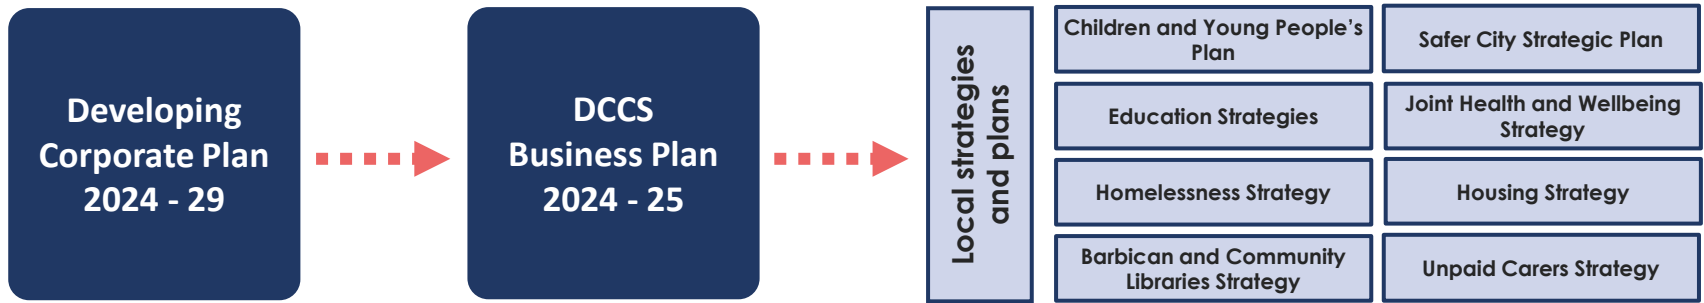 Developing
Corporate Plan
2024 - 29
DCCS
Business Plan
2024 - 25
Local strategies
and plans
Children and Young People’s
Plan
Safer City Strategic Plan
Education Strategies
Joint Health and Wellbeing
Strategy
Homelessness Strategy
Housing Strategy
Barbican and Community
Libraries Strategy
Unpaid Carers Strategy